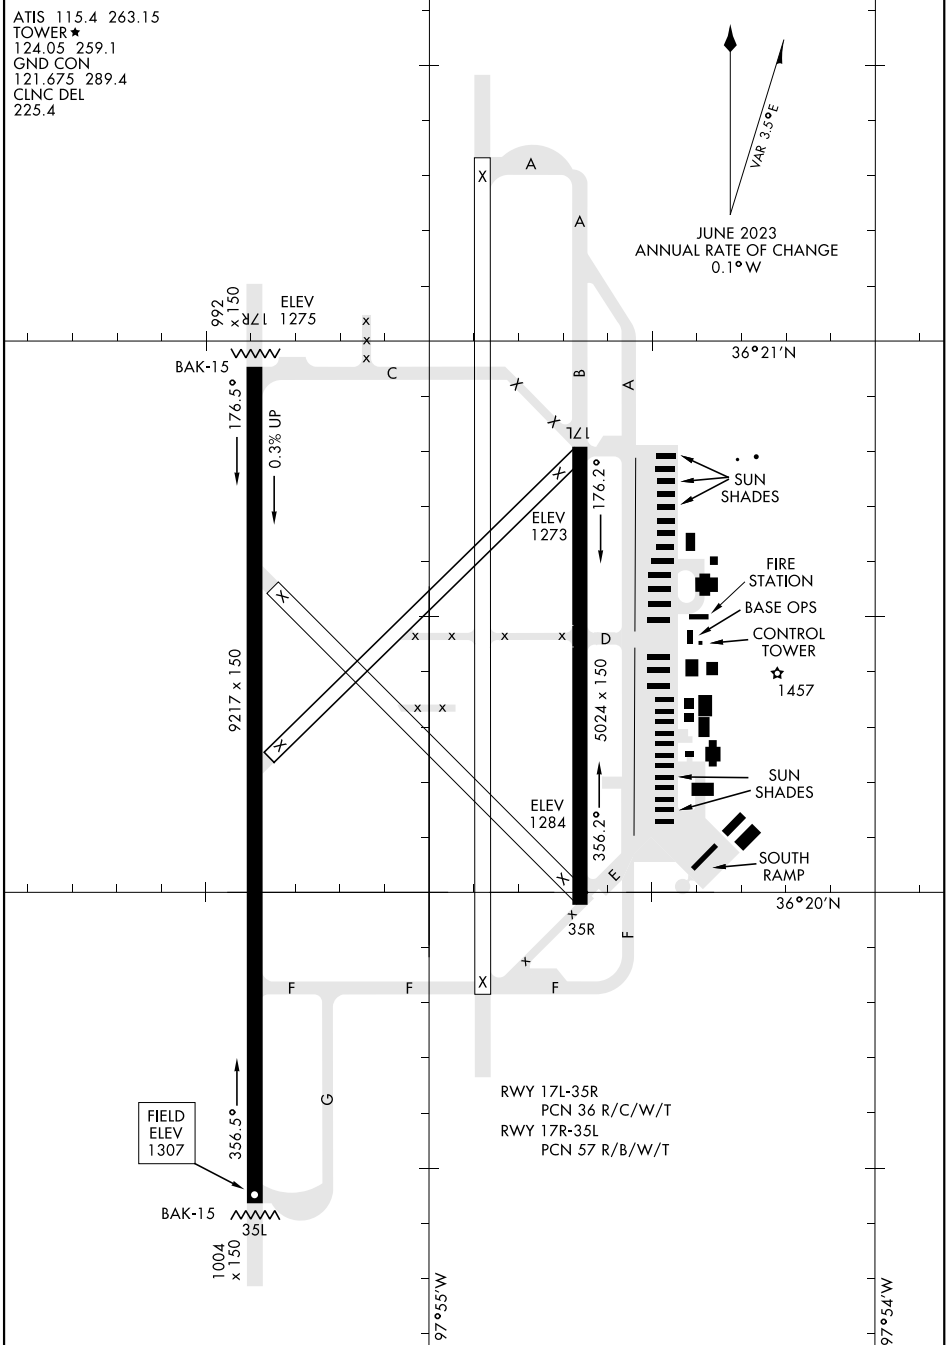 ATIS 115.4 263.15
TOWER★
124.05 259.1
GND CON
121.675 289.4
CLNC DEL
225.4
VAR 3.5°E
JUNE 2023
ANNUAL RATE OF CHANGE
0.1°W
A
A
992
x 150
17R
ELEV
1275
x
x
x
36°21'N
BAK-15
C
B
A
176.5°
0.3% UP
X
X
X
17L
176.2°
ELEV
1273
X
SUN
SHADES
FIRE
STATION
BASE OPS
CONTROL
TOWER
1457
X
x
x
x
x
D
9217 x 150
5024 x 150
x
x
X
ELEV
1284
356.2°
SUN
SHADES
SOUTH
RAMP
X
E
36°20'N
x
35R
F
x
X
F
F
F
G
RWY 17L-35R
PCN 36 R/C/W/T
RWY 17R-35L
PCN 57 R/B/W/T
FIELD
ELEV
1307
356.5°
BAK-15
35L
1004
x 150
97°55'W
97°54'W